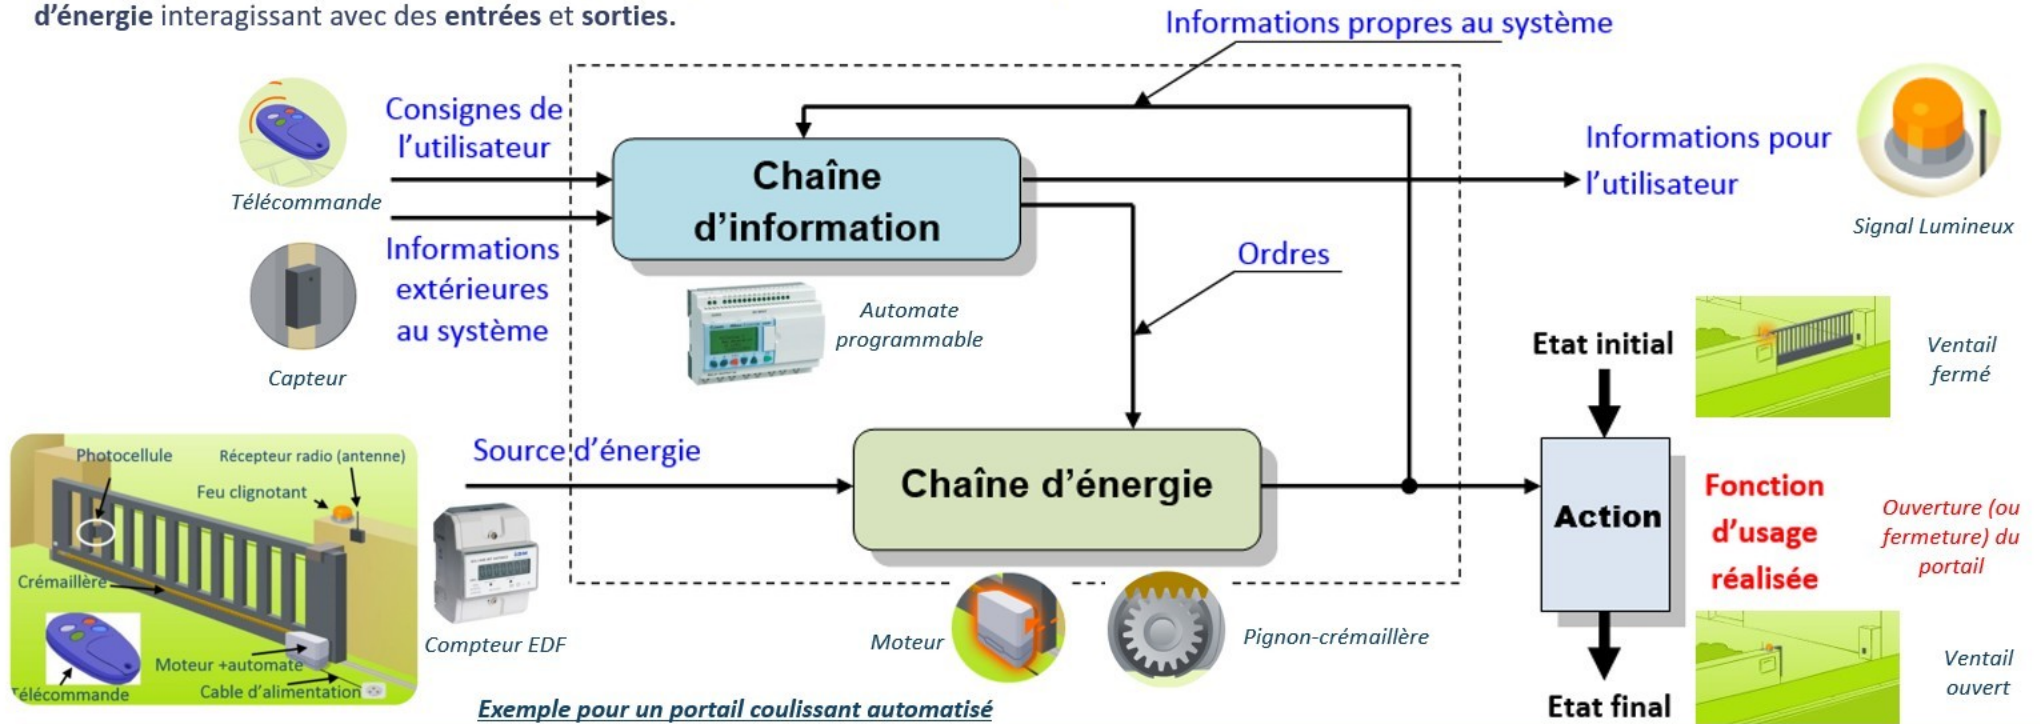 d'énergie interagissant avec des entrées et sorties.
Informations propres au système
Consignes de
l'utilisateur
Télécommande
Informations
extérieures
au système
Capteur
Chaîne
d'information
Automate
programmable
Ordres
Informations pour
l'utilisateur
Signal Lumineux
Etat initial
Ventail
fermé
Photocellule
Récepteur radio (antenne)
Feu clignotant
Crémaillère
Moteur +automate
Télécommande
Cable d'alimentation
Source d'énergie
Compteur EDF
Chaîne d'énergie
Moteur
Pignon-crémaillère
Action
Fonction
d'usage
réalisée
Ouverture (ou
fermeture) du
portail
Etat final
Ventail
ouvert
Exemple pour un portail coulissant automatisé